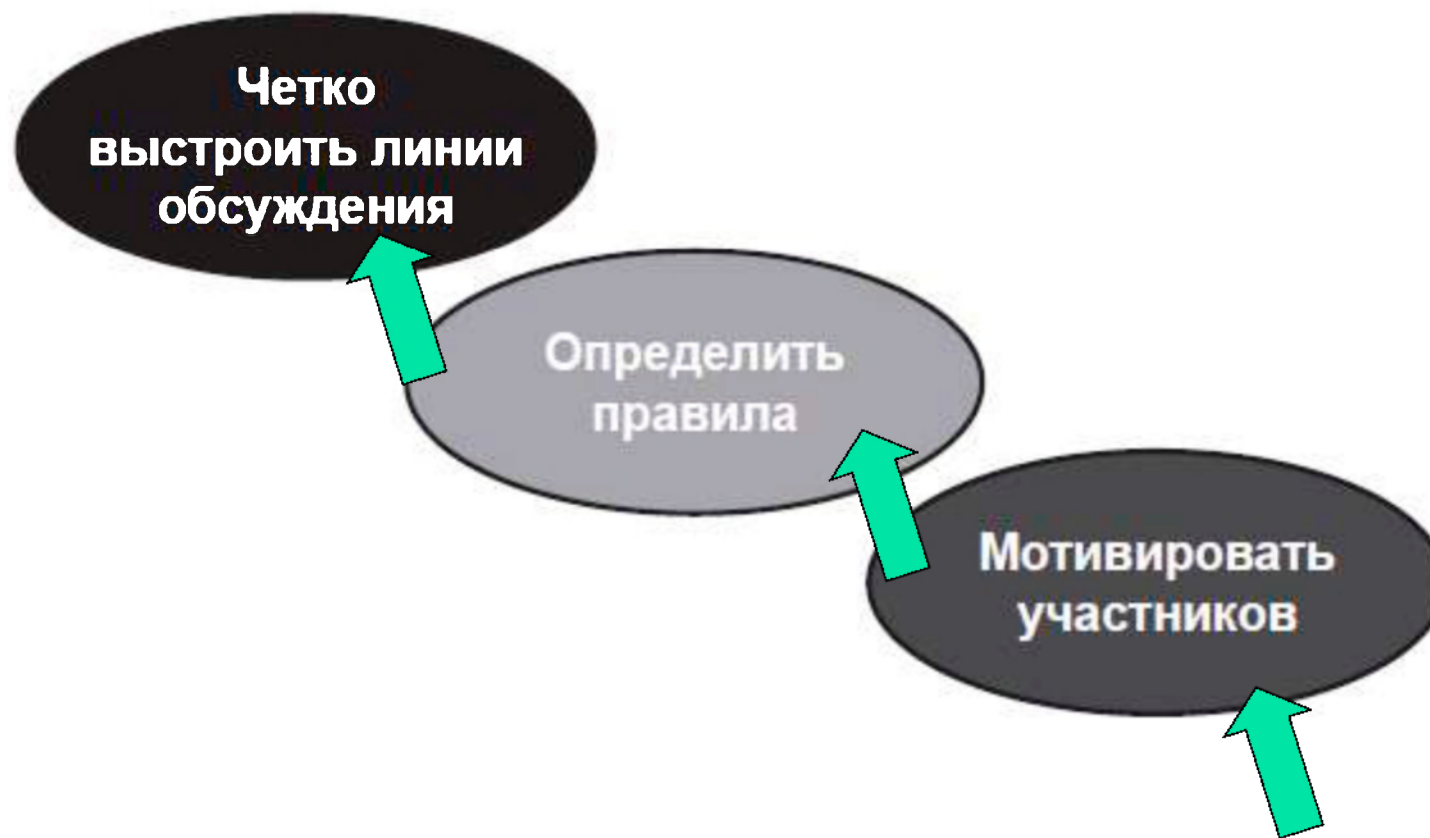 Четко
выстроить линии
обсуждения
Определить
правила
Мотивировать
участников